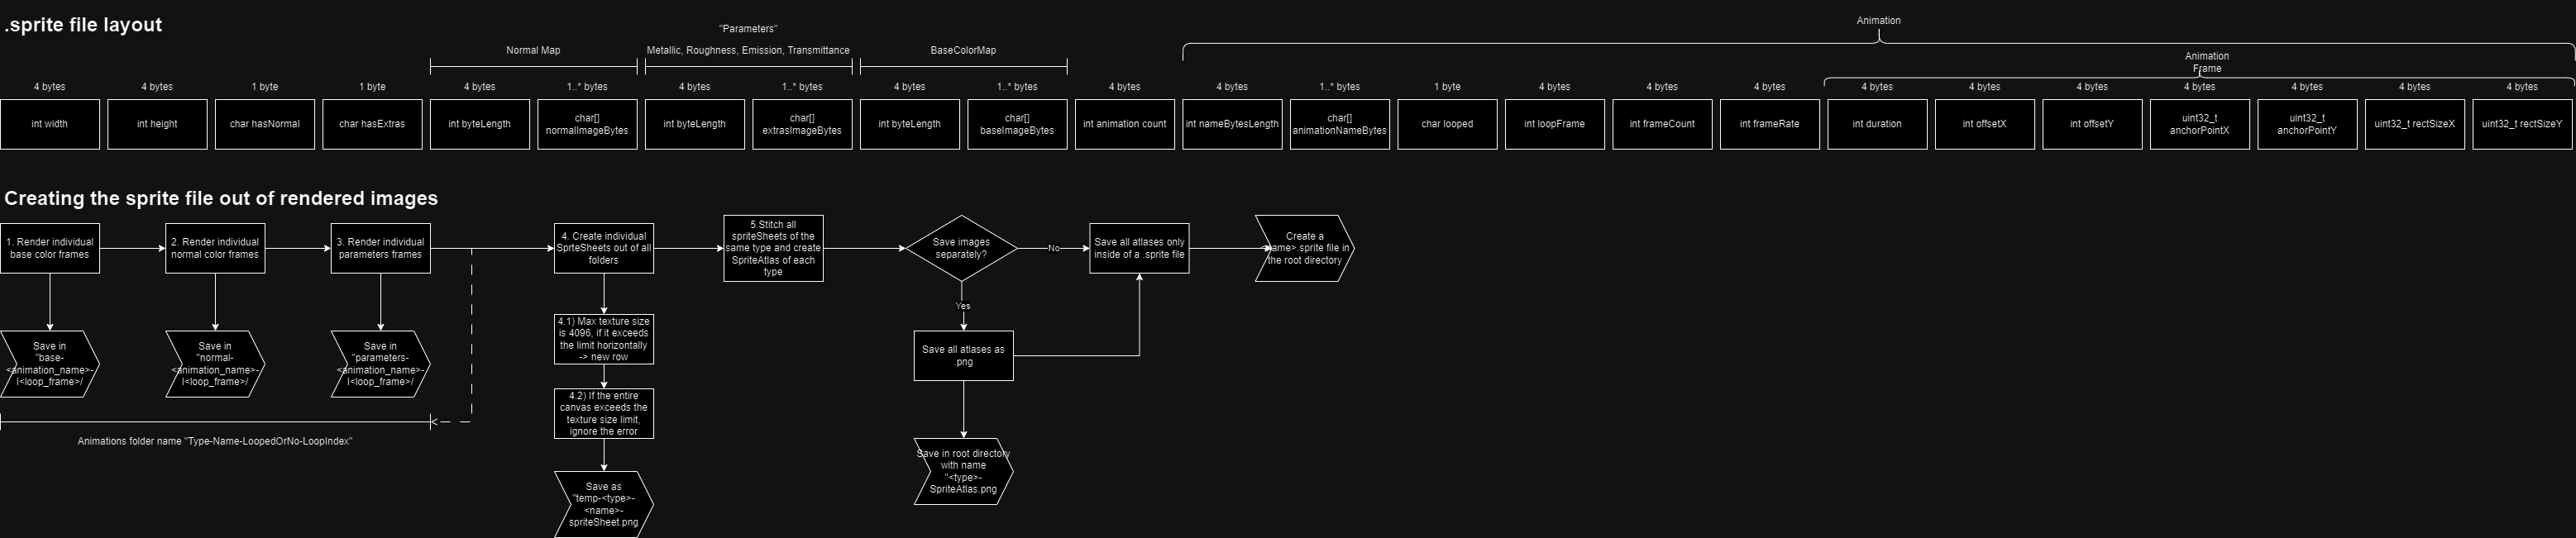 .sprite file layout
"Parameters"
Animation
Normal Map
Metallic, Roughness, Emission, Transmittance
BaseColorMap
Animation
Frame
4 bytes
4 bytes
1 byte
1 byte
4 bytes
1..* bytes
4 bytes
1..* bytes
4 bytes
1..* bytes
4 bytes
4 bytes
1..* bytes
1 byte
4 bytes
4 bytes
4 bytes
4 bytes
4 bytes
4 bytes
4 bytes
4 bytes
4 bytes
4 bytes
int width
int height
char hasNormal
char hasExtras
int byteLength
char[]
normalImageBytes
int byteLength
char[]
extrasImageBytes
int byteLength
char[]
baseImageBytes
int animation count
int nameBytesLength
char[]
animationNameBytes
char looped
int loopFrame
int frameCount
int frameRate
int duration
int offsetX
int offsetY
uint32_t
anchorPointX
uint32_t
anchorPointY
uint32_t rectSizeX
uint32_t rectSizeY
Creating the sprite file out of rendered images
1. Render individual
base color frames
2. Render individual
normal color frames
3. Render individual
parameters frames
4. Create individual
SprteSheets out of all
folders
5.Stitch all
spriteSheets of the
same type and create
SpriteAtlas of each
type
Save images
separately?
No
Save all atlases only
inside of a .sprite file
Create a
<name>.sprite file in
the root directory
Yes
Save in
"base-
<animation_name>-
l<loop_frame>/
Save in
"normal-
<animation_name>-
l<loop_frame>/
Save in
"parameters-
<animation_name>-
l<loop_frame>/
4.1) Max texture size
is 4096, if it exceeds
the limit horizontally
-> new row
Save all atlases as
.png
4.2) If the entire
canvas exceeds the
texture size limit,
ignore the error
Animations folder name "Type-Name-LoopedOrNo-LoopIndex"
Save in root directory
with name
"<type>-
SpriteAtlas.png
Save as
"temp-<type>-
<name>-
spriteSheet.png